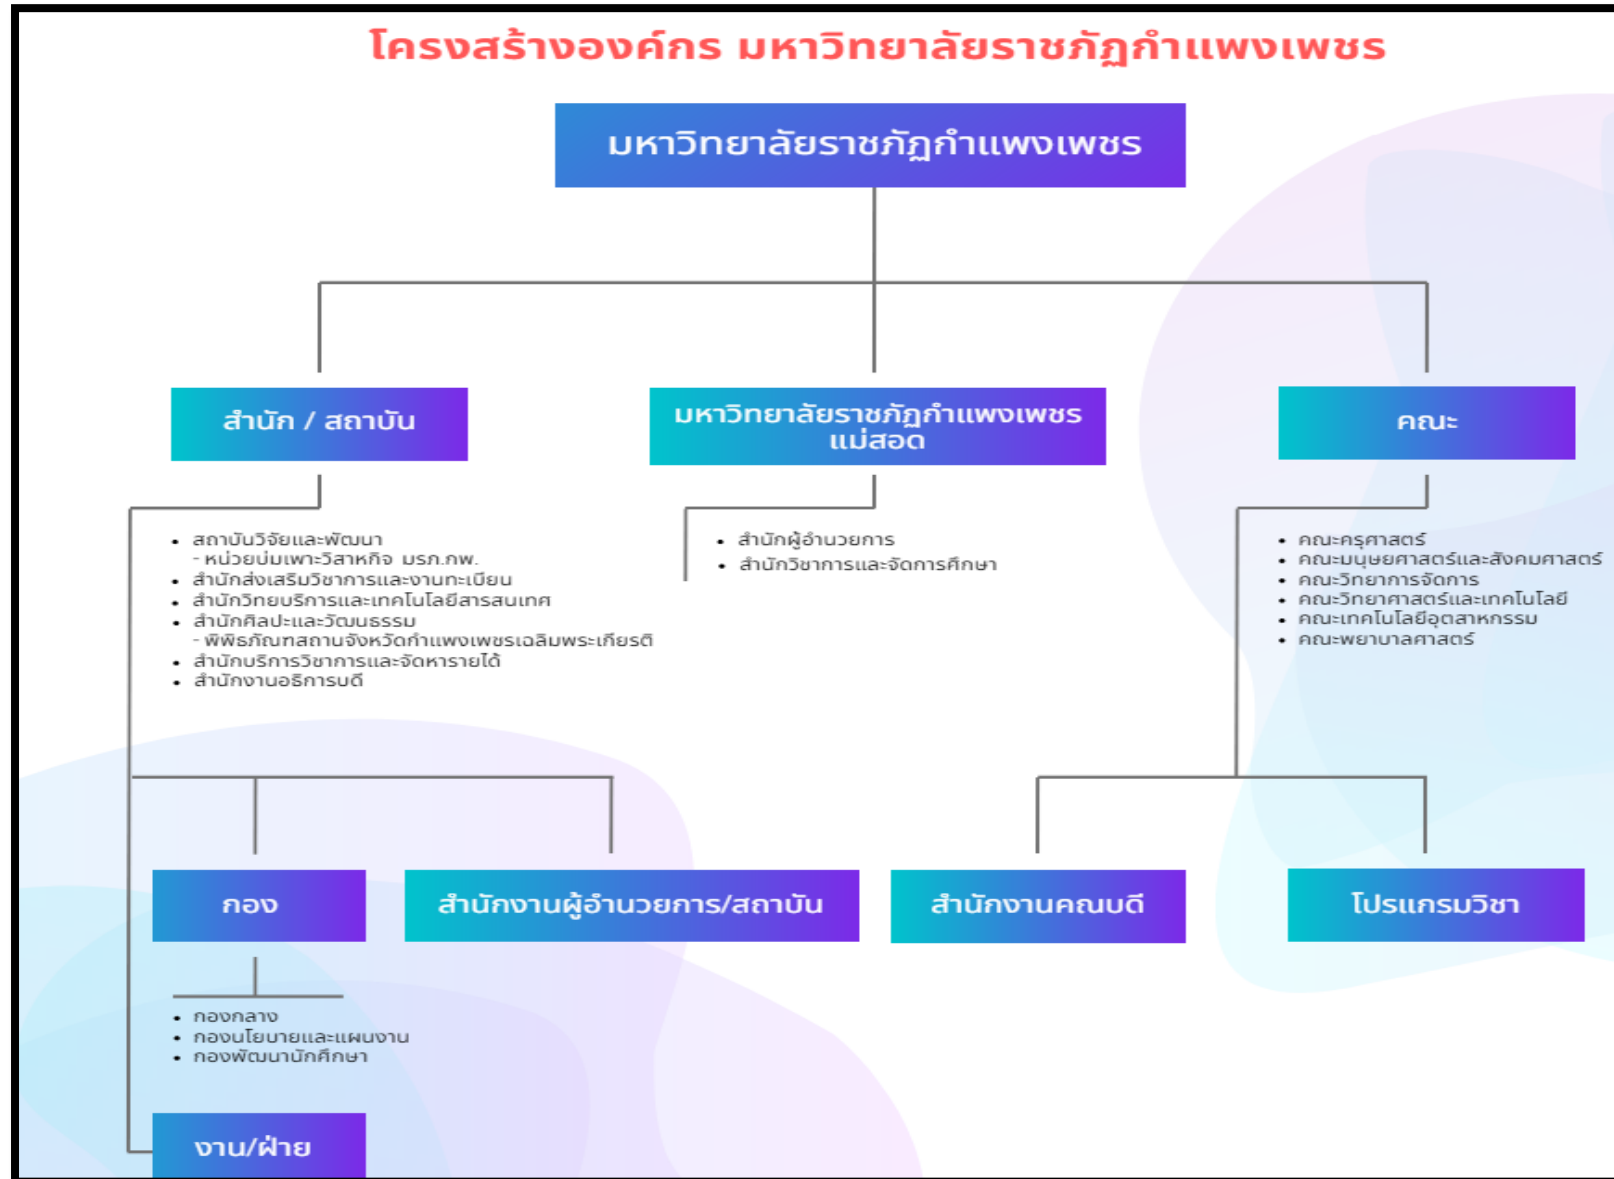 โครงสร้างองค์กร มหาวิทยาลัยราชภัฏกำแพงเพชร
มหาวิทยาลัยราชภัฏกำแพงเพชร
สำนัก / สถาบัน
มหาวิทยาลัยราชภัฏกำแพงเพชร
แม่สอด
คณะ
• สถาบันวิจัยและพัฒนา
- หน่วยบ่มเพาะวิสาหกิจ มรภ.กพ.
• สำนักส่งเสริมวิชาการและงานทะเบียน
• สำนักวิทยบริการและเทคโนโลยีสารสนเทศ
• สำนักศิลปะและวัฒนธรรม
- พิพิธภัณฑสถานจังหวัดกำแพงเพชรเฉลิมพระเกียรติ
• สำนักบริการวิชาการและจัดหารายได้
• สำนักงานอธิการบดี
• สำนักผู้อำนวยการ
• สำนักวิชาการและจัดการศึกษา
• คณะครุศาสตร์
• คณะมนุษยศาสตร์และสังคมศาสตร์
• คณะวิทยาการจัดการ
• คณะวิทยาศาสตร์และเทคโนโลยี
• คณะเทคโนโลยีอุตสาหกรรม
• คณะพยาบาลศาสตร์
กอง
สำนักงานผู้อำนวยการ/สถาบัน
สำนักงานคณบดี
โปรแกรมวิชา
• กองกลาง
• กองนโยบายและแผนงาน
• กองพัฒนานักศึกษา
งาน/ฝ่าย